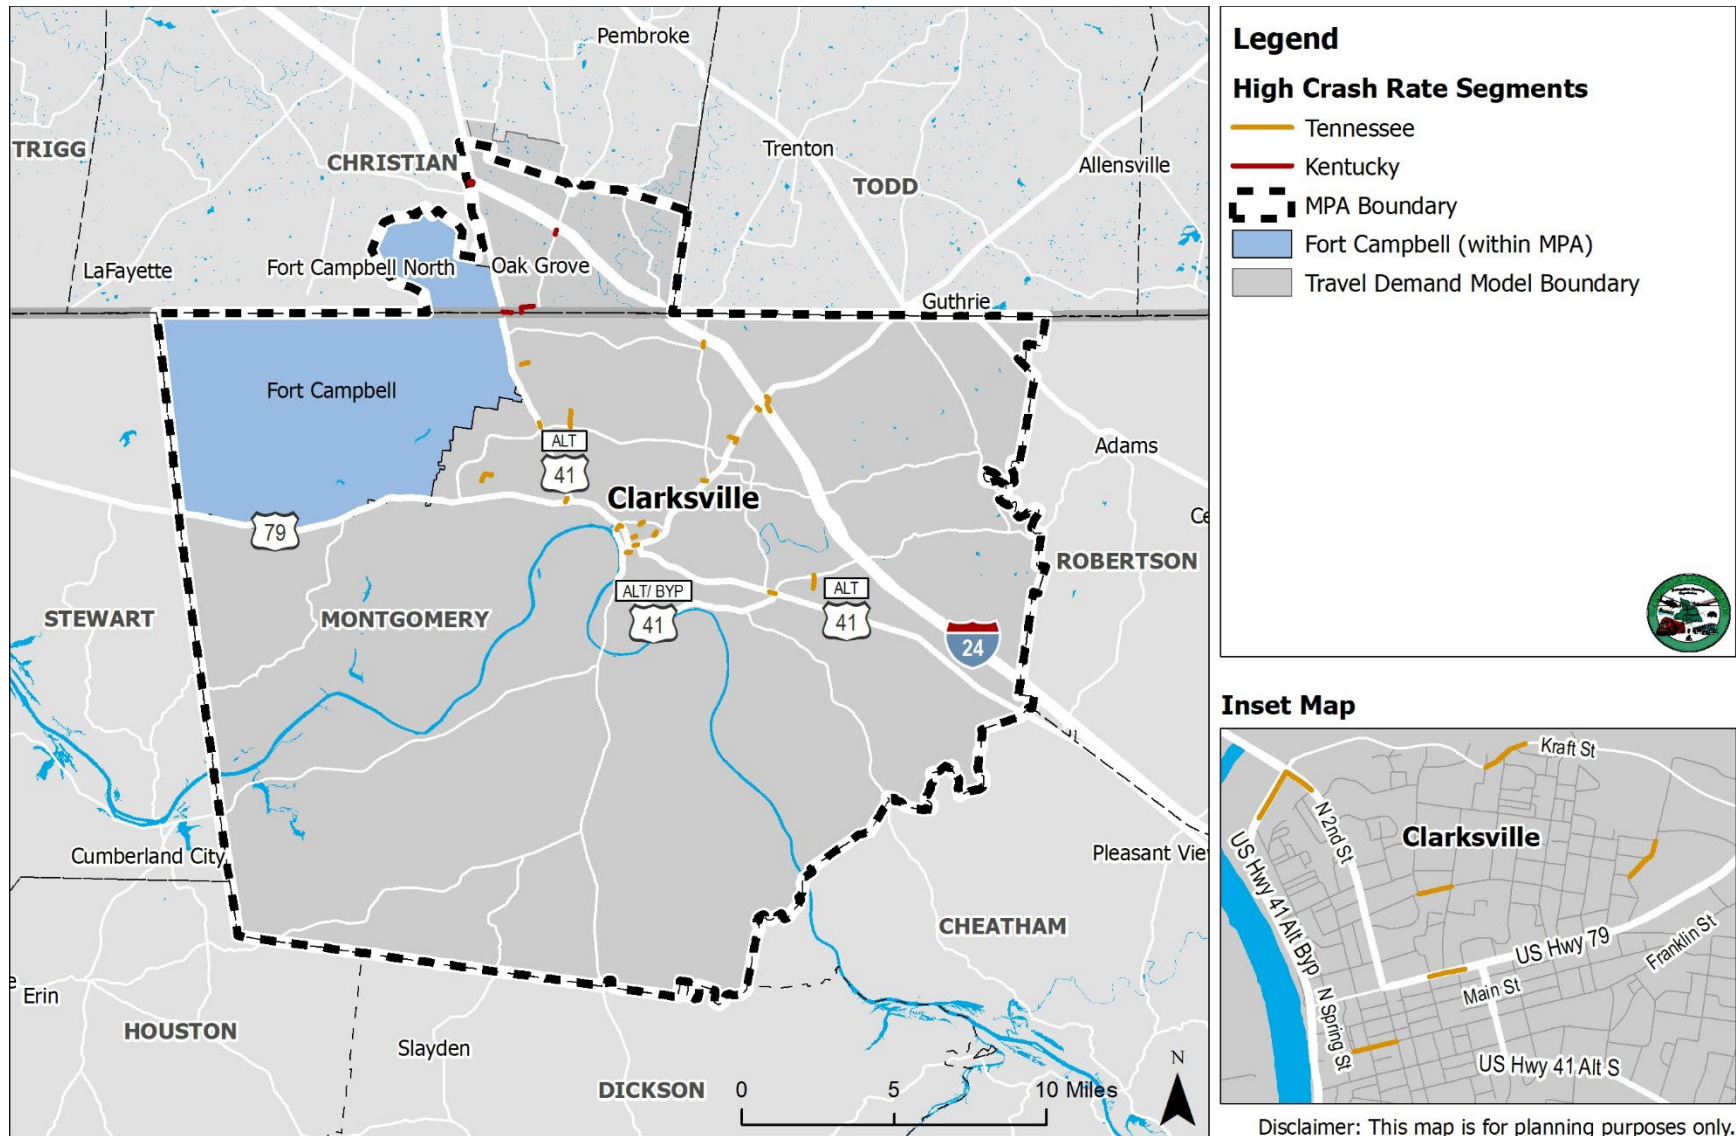 Pembroke
TRIGG
CHRISTIAN
Trenton
TODD
Allensville
LaFayette
Fort Campbell North
Oak Grove
Guthrie
Fort Campbell
ALT
41
Adams
Clarksville
79
Ce
ROBERTSON
STEWART
MONTGOMERY
ALT/ BYP
41
ALT
41
24
Cumberland City
Pleasant Vie
CHEATHAM
e
Erin
HOUSTON
Slayden
DICKSON
0 5 10 Miles
N
Legend
High Crash Rate Segments
Tennessee
Kentucky
MPA Boundary
Fort Campbell (within MPA)
Travel Demand Model Boundary
Inset Map
Kraft St
N 2nd St
Clarksville
US Hwy 41 Alt Byp
US Hwy 79
Franklin St
Main St
N Spring St
US Hwy 41 Alt S
Disclaimer: This map is for planning purposes only.